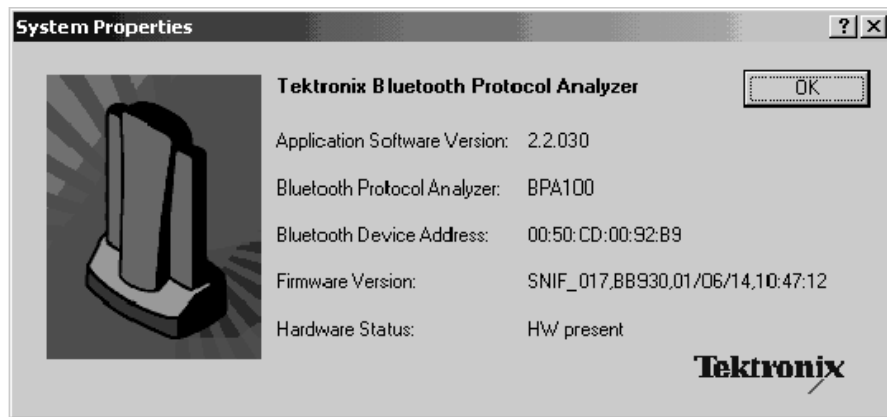 System Properties
Tektronix Bluetooth Protocol Analyzer
OK
Application Software Version: 2.2.030
Bluetooth Protocol Analyzer: BPA100
Bluetooth Device Address: 00:50:CD:00:92:B9
Firmware Version: SNIF_017,BB930,01/06/14,10:47:12
Hardware Status: HW present
Tektronix